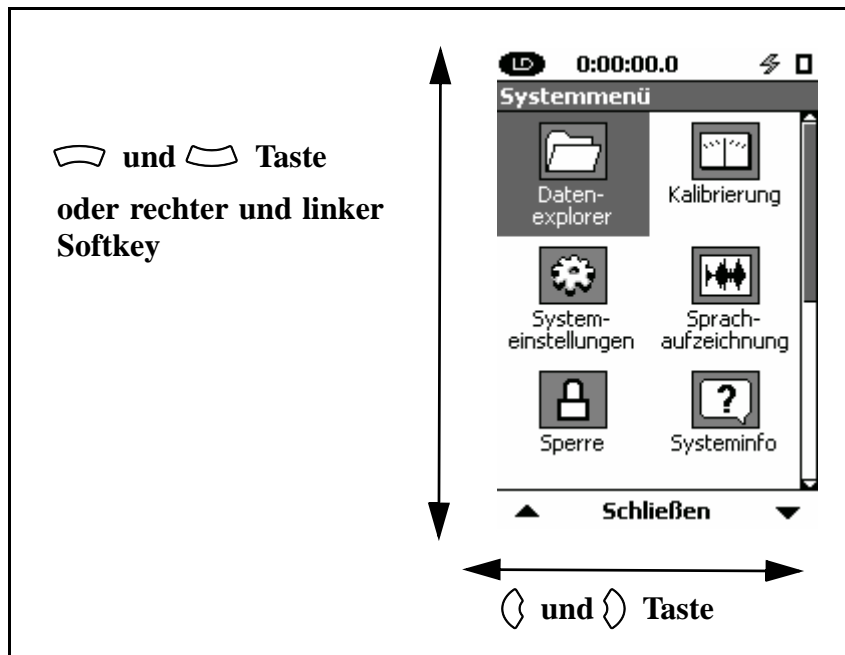 LD 0:00:00.0
Systemmenü
und Taste
oder rechter und linker
Softkey
Daten-
explorer
Kalibrierung
System-
einstellungen
Sprach-
aufzeichnung
?
Sperre
Systeminfo
Schließen
und Taste